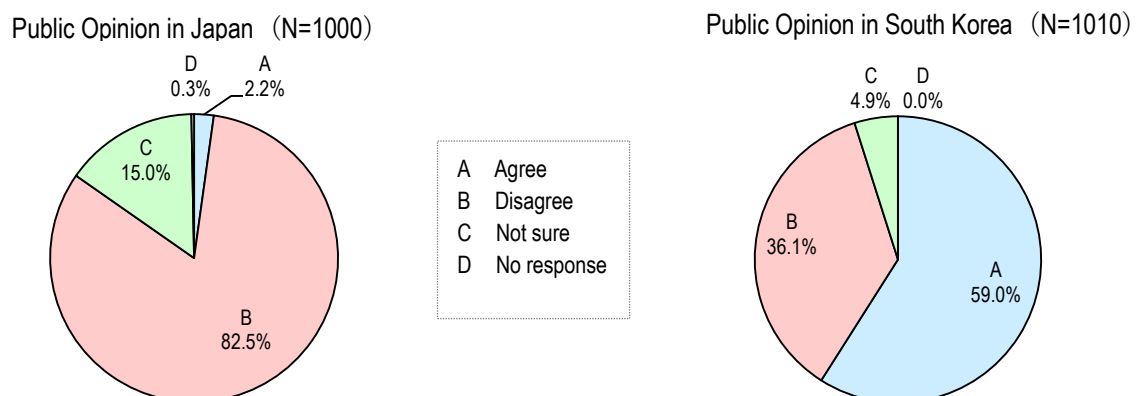 Public Opinion in Japan （N=1000）
D
0.3%
A
2.2%
C
15.0%
B
82.5%
A Agree
B Disagree
C Not sure
D No response
Public Opinion in South Korea （N=1010）
C
4.9%
D
0.0%
B
36.1%
A
59.0%